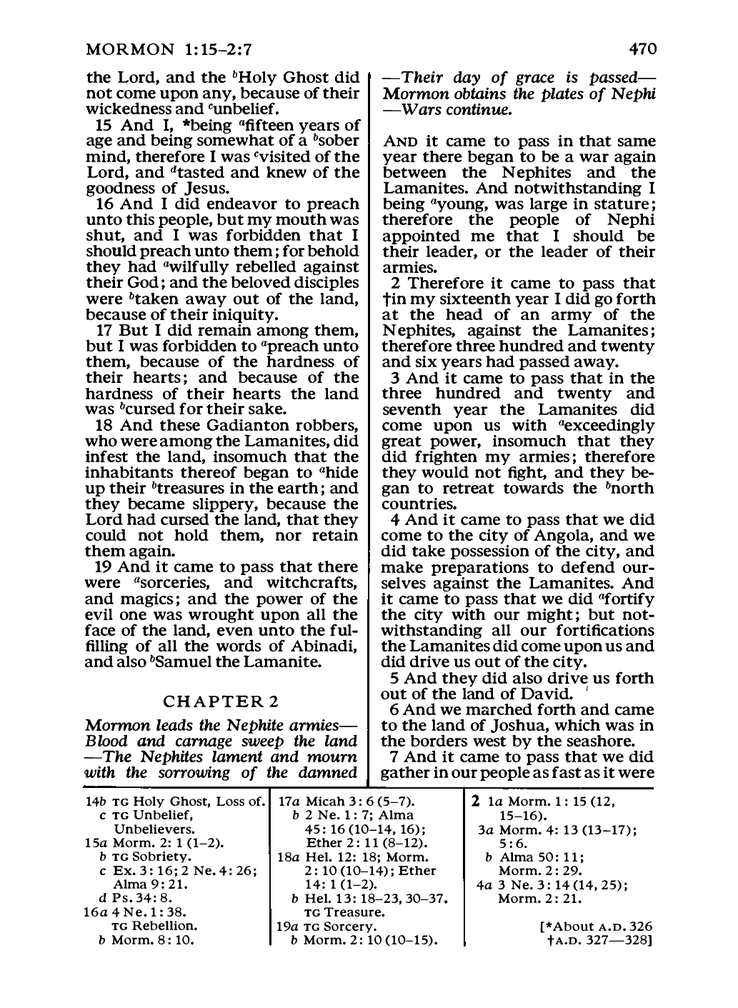 MORMON 1:15–2:7
470
the Lord, and the ᵇHoly Ghost did
not come upon any, because of their
wickedness and ᶜunbelief.
15 And I, *being ᵃfifteen years of
age and being somewhat of a ᵇsober
mind, therefore I was ᶜvisited of the
Lord, and ᵈtasted and knew of the
goodness of Jesus.
16 And I did endeavor to preach
unto this people, but my mouth was
shut, and I was forbidden that I
should preach unto them; for behold
they had ᵃwilfully rebelled against
their God; and the beloved disciples
were ᵇtaken away out of the land,
because of their iniquity.
17 But I did remain among them,
but I was forbidden to ᵃpreach unto
them, because of the hardness of
their hearts; and because of the
hardness of their hearts the land
was ᵇcursed for their sake.
18 And these Gadianton robbers,
who were among the Lamanites, did
infest the land, insomuch that the
inhabitants thereof began to ᵃhide
up their ᵇtreasures in the earth; and
they became slippery, because the
Lord had cursed the land, that they
could not hold them, nor retain
them again.
19 And it came to pass that there
were ᵃsorceries, and witchcrafts,
and magics; and the power of the
evil one was wrought upon all the
face of the land, even unto the ful-
filling of all the words of Abinadi,
and also ᵇSamuel the Lamanite.
CHAPTER 2
Mormon leads the Nephite armies—
Blood and carnage sweep the land
—The Nephites lament and mourn
with the sorrowing of the damned
—Their day of grace is passed—
Mormon obtains the plates of Nephi
—Wars continue.
AND it came to pass in that same
year there began to be a war again
between the Nephites and the
Lamanites. And notwithstanding I
being ᵃyoung, was large in stature;
therefore the people of Nephi
appointed me that I should be
their leader, or the leader of their
armies.
2 Therefore it came to pass that
†in my sixteenth year I did go forth
at the head of an army of the
Nephites, against the Lamanites;
therefore three hundred and twenty
and six years had passed away.
3 And it came to pass that in the
three hundred and twenty and
seventh year the Lamanites did
come upon us with ᵃexceedingly
great power, insomuch that they
did frighten my armies; therefore
they would not fight, and they be-
gan to retreat towards the ᵇnorth
countries.
4 And it came to pass that we did
come to the city of Angola, and we
did take possession of the city, and
make preparations to defend our-
selves against the Lamanites. And
it came to pass that we did ᵃfortify
the city with our might; but not-
withstanding all our fortifications
the Lamanites did come upon us and
did drive us out of the city.
5 And they did also drive us forth
out of the land of David.
6 And we marched forth and came
to the land of Joshua, which was in
the borders west by the seashore.
7 And it came to pass that we did
gather in our people as fast as it were
14b TG Holy Ghost, Loss of.
c TG Unbelief,
Unbelievers.
15a Morm. 2: 1 (1–2).
b TG Sobriety.
c Ex. 3: 16; 2 Ne. 4: 26;
Alma 9: 21.
d Ps. 34: 8.
16a 4 Ne. 1: 38.
TG Rebellion.
b Morm. 8: 10.
17a Micah 3: 6 (5–7).
b 2 Ne. 1: 7; Alma
45: 16 (10–14, 16);
Ether 2: 11 (8–12).
18a Hel. 12: 18; Morm.
2: 10 (10–14); Ether
14: 1 (1–2).
b Hel. 13: 18–23, 30–37.
TG Treasure.
19a TG Sorcery.
b Morm. 2: 10 (10–15).
2 1a Morm. 1: 15 (12,
15–16).
3a Morm. 4: 13 (13–17);
5: 6.
b Alma 50: 11;
Morm. 2: 29.
4a 3 Ne. 3: 14 (14, 25);
Morm. 2: 21.
[*About A.D. 326
†A.D. 327—328]